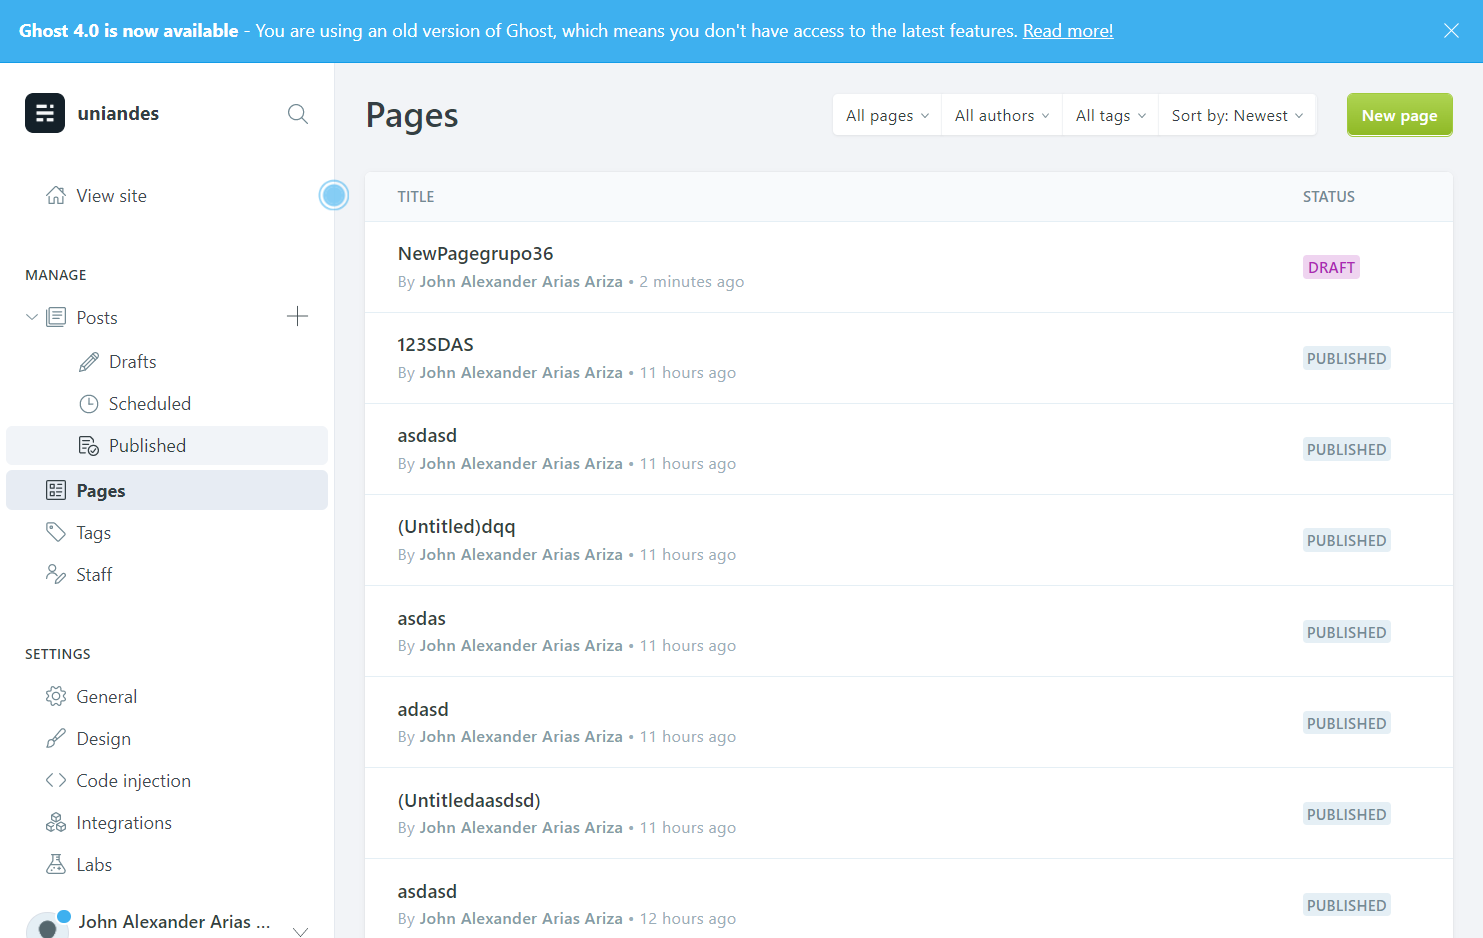 Ghost 4.0 is now available - You are using an old version of Ghost, which means you don't have access to the latest features. Read more!
uniandes
View site
MANAGE
Posts
Drafts
Scheduled
Published
Pages
Tags
Staff
SETTINGS
General
Design
Code injection
Integrations
Labs
John Alexander Arias ...
Pages
All pages
All authors
All tags
Sort by: Newest
New page
TITLE
STATUS
NewPagegrupo36
By John Alexander Arias Ariza • 2 minutes ago
DRAFT
123SDAS
By John Alexander Arias Ariza • 11 hours ago
PUBLISHED
asdasd
By John Alexander Arias Ariza • 11 hours ago
PUBLISHED
(Untitled)dqq
By John Alexander Arias Ariza • 11 hours ago
PUBLISHED
asdas
By John Alexander Arias Ariza • 11 hours ago
PUBLISHED
adasd
By John Alexander Arias Ariza • 11 hours ago
PUBLISHED
(Untitledaasdsd)
By John Alexander Arias Ariza • 11 hours ago
PUBLISHED
asdasd
By John Alexander Arias Ariza • 12 hours ago
PUBLISHED